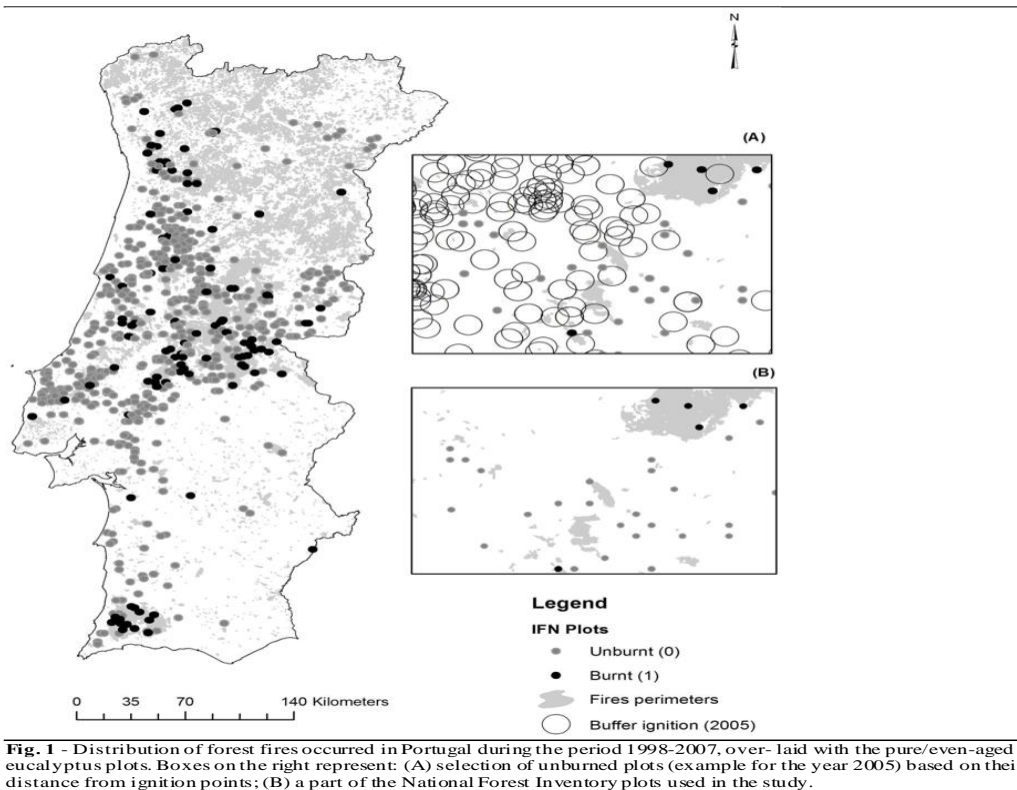 N
(A)
(B)
Legend
IFN Plots
Unburnt (0)
Burnt (1)
Fires perimeters
Buffer ignition (2005)
0 35 70 140 Kilometers
Fig. 1 - Distribution of forest fires occurred in Portugal during the period 1998-2007, over- laid with the pure/even-aged
eucalyptus plots. Boxes on the right represent: (A) selection of unburned plots (example for the year 2005) based on thei
distance from ignition points; (B) a part of the National Forest Inventory plots used in the study.